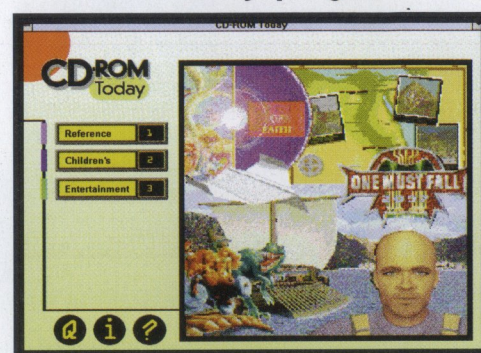 CD-ROM Today
CD-ROM
Today
Reference 1
Children's 2
Entertainment 3
ONE MUST FALL
Q i ?